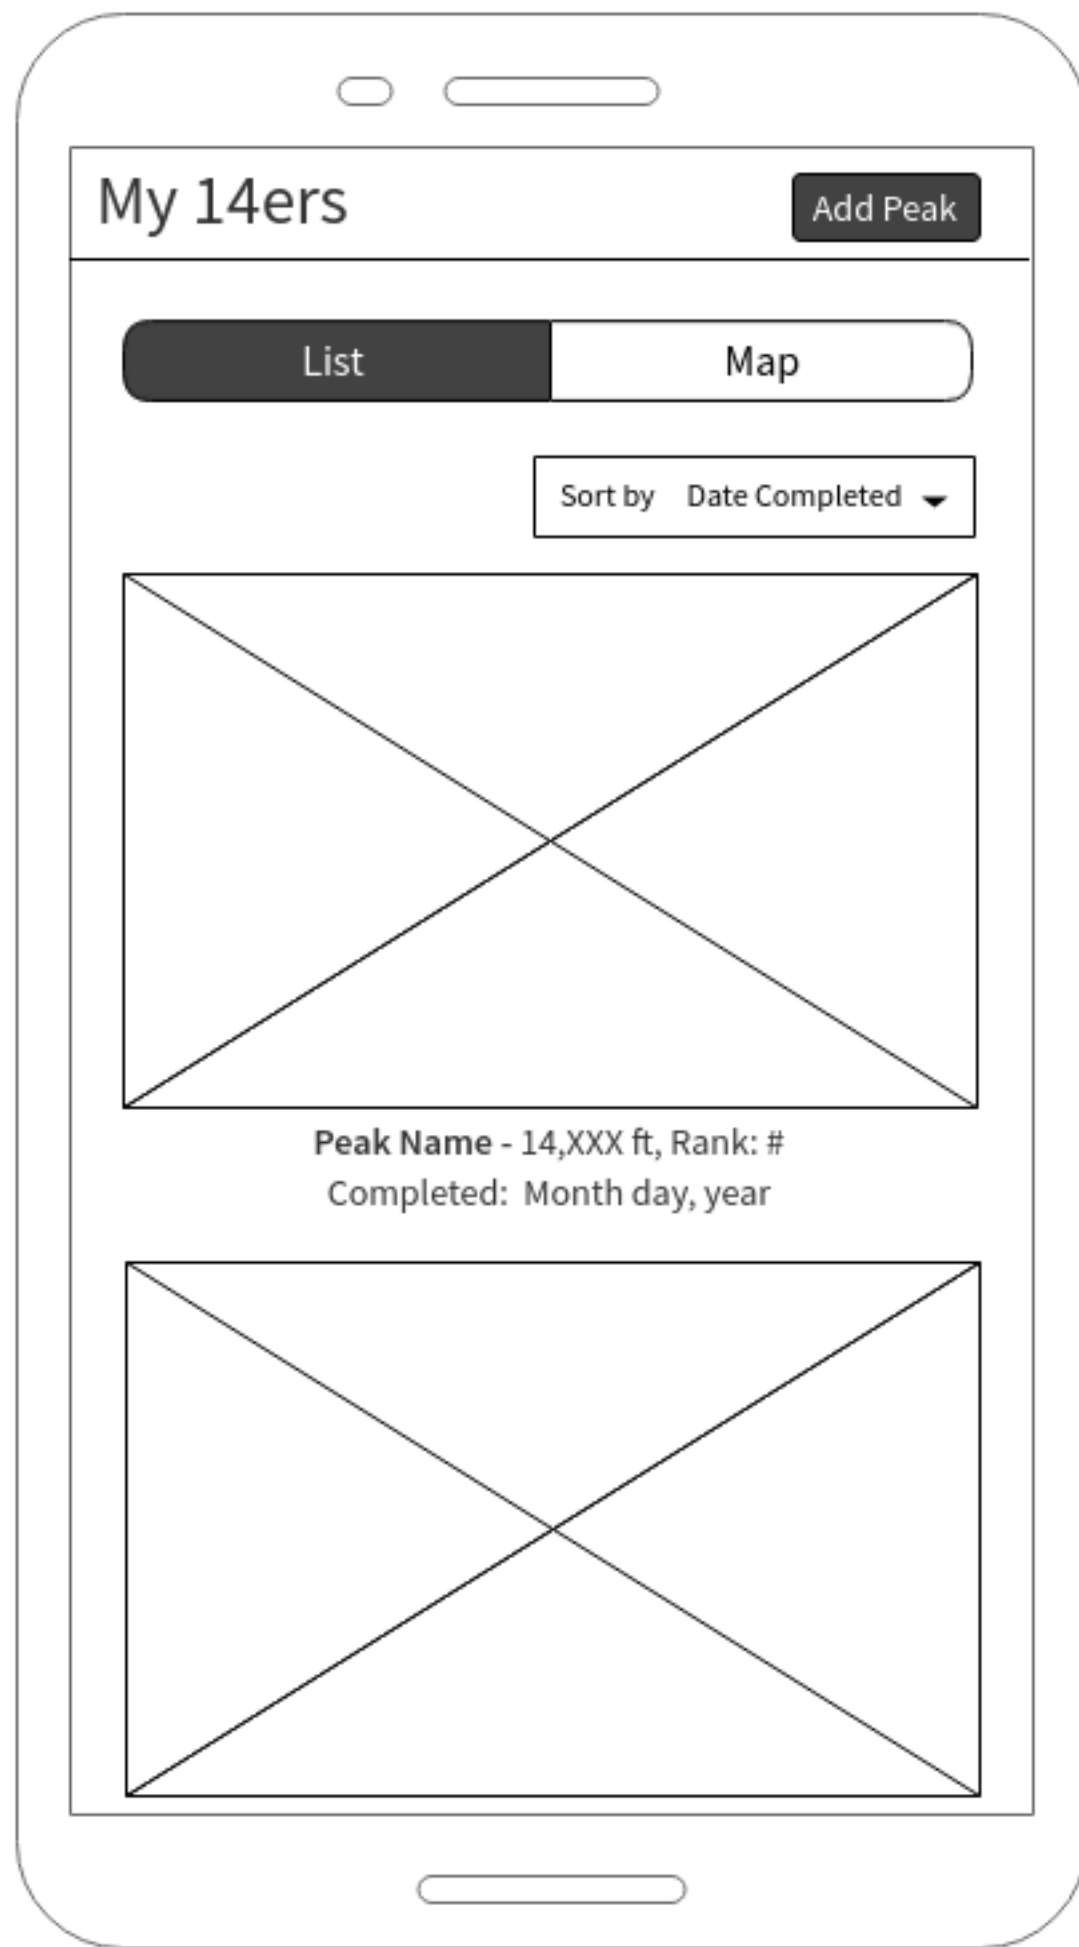 My 14ers
Add Peak
List
Map
Sort by Date Completed
Peak Name - 14,XXX ft, Rank: #
Completed: Month day, year